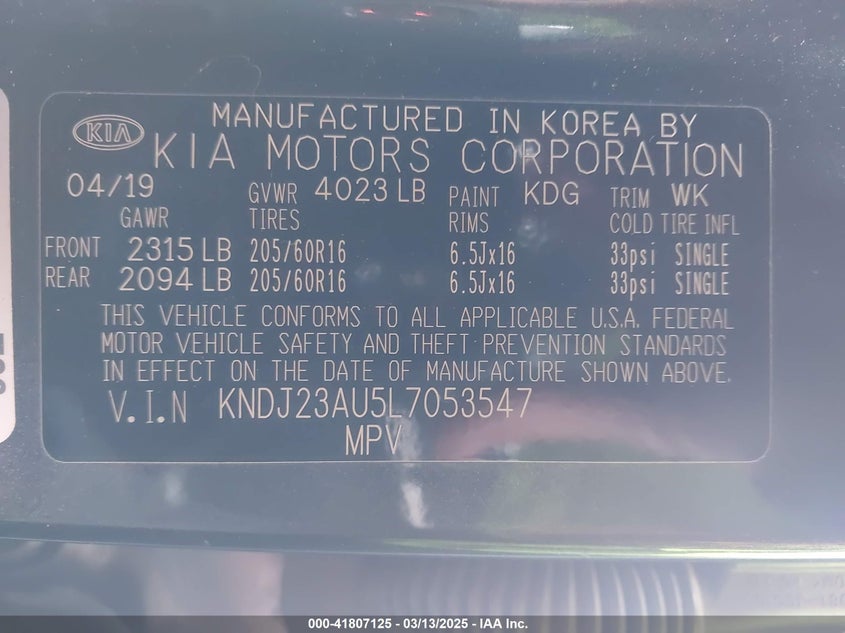 MANUFACTURED IN KOREA BY
KIA KIA MOTORS CORPORATION
04/19 GVWR 4023 LB PAINT KDG TRIM WK
GAWR TIRES RIMS COLD TIRE INFL
FRONT 2315 LB 205/60R16 6.5Jx16 33psi SINGLE
REAR 2094 LB 205/60R16 6.5Jx16 33psi SINGLE
THIS VEHICLE CONFORMS TO ALL APPLICABLE U.S.A. FEDERAL
MOTOR VEHICLE SAFETY AND THEFT PREVENTION STANDARDS
IN EFFECT ON THE DATE OF MANUFACTURE SHOWN ABOVE.
V.I.N KNDJ23AU5L7053547
MPV
000-41807125 - 03/13/2025 - IAA Inc.